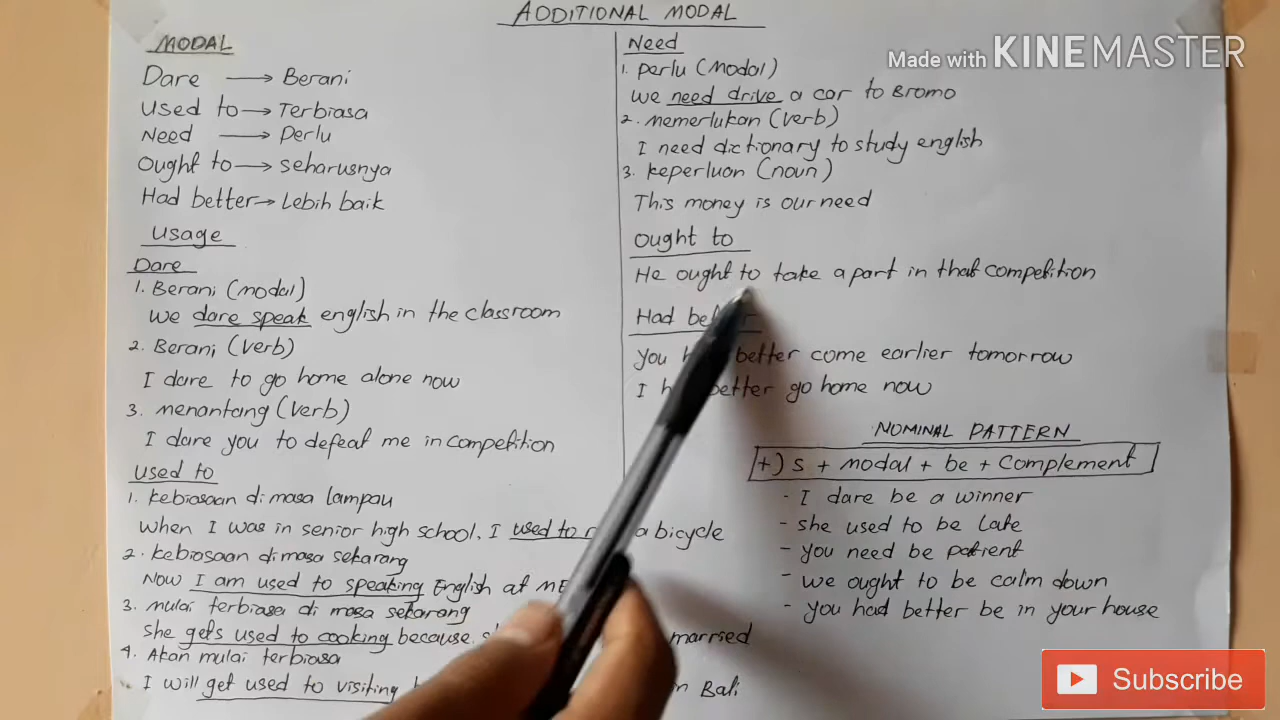 ADDITIONAL MODAL
MODAL
Dare → Berani
Used to → Terbiasa
Need → Perlu
Ought to → seharusnya
Had better → Lebih baik
Usage
Dare
1. Berani (modal)
We dare speak english in the classroom
2. Berani (Verb)
I dare to go home alone now
3. menantang (Verb)
I dare you to defeat me in competition
Used to
1. kebiasaan di masa lampau
When I was in senior high school, I used to a bicycle
2. kebiasaan di masa sekarang
Now I am used to speaking English at
3. mulai terbiasa di masa sekarang
She gets used to cooking because married
4. Akan mulai terbiasa
I will get used to visiting in Bali
Need
1. perlu (modal)
We need drive a car to Bromo
2. memerlukan (verb)
I need dictionary to study english
3. keperluan (noun)
This money is our need
Ought to
He ought to take a part in that competition
Had better
You better come earlier tomorrow
I better go home now
NOMINAL PATTERN
+) S + modal + be + Complement
- I dare be a winner
- she used to be late
- you need be patient
- we ought to be calm down
- you had better be in your house
Made with KINEMASTER
Subscribe